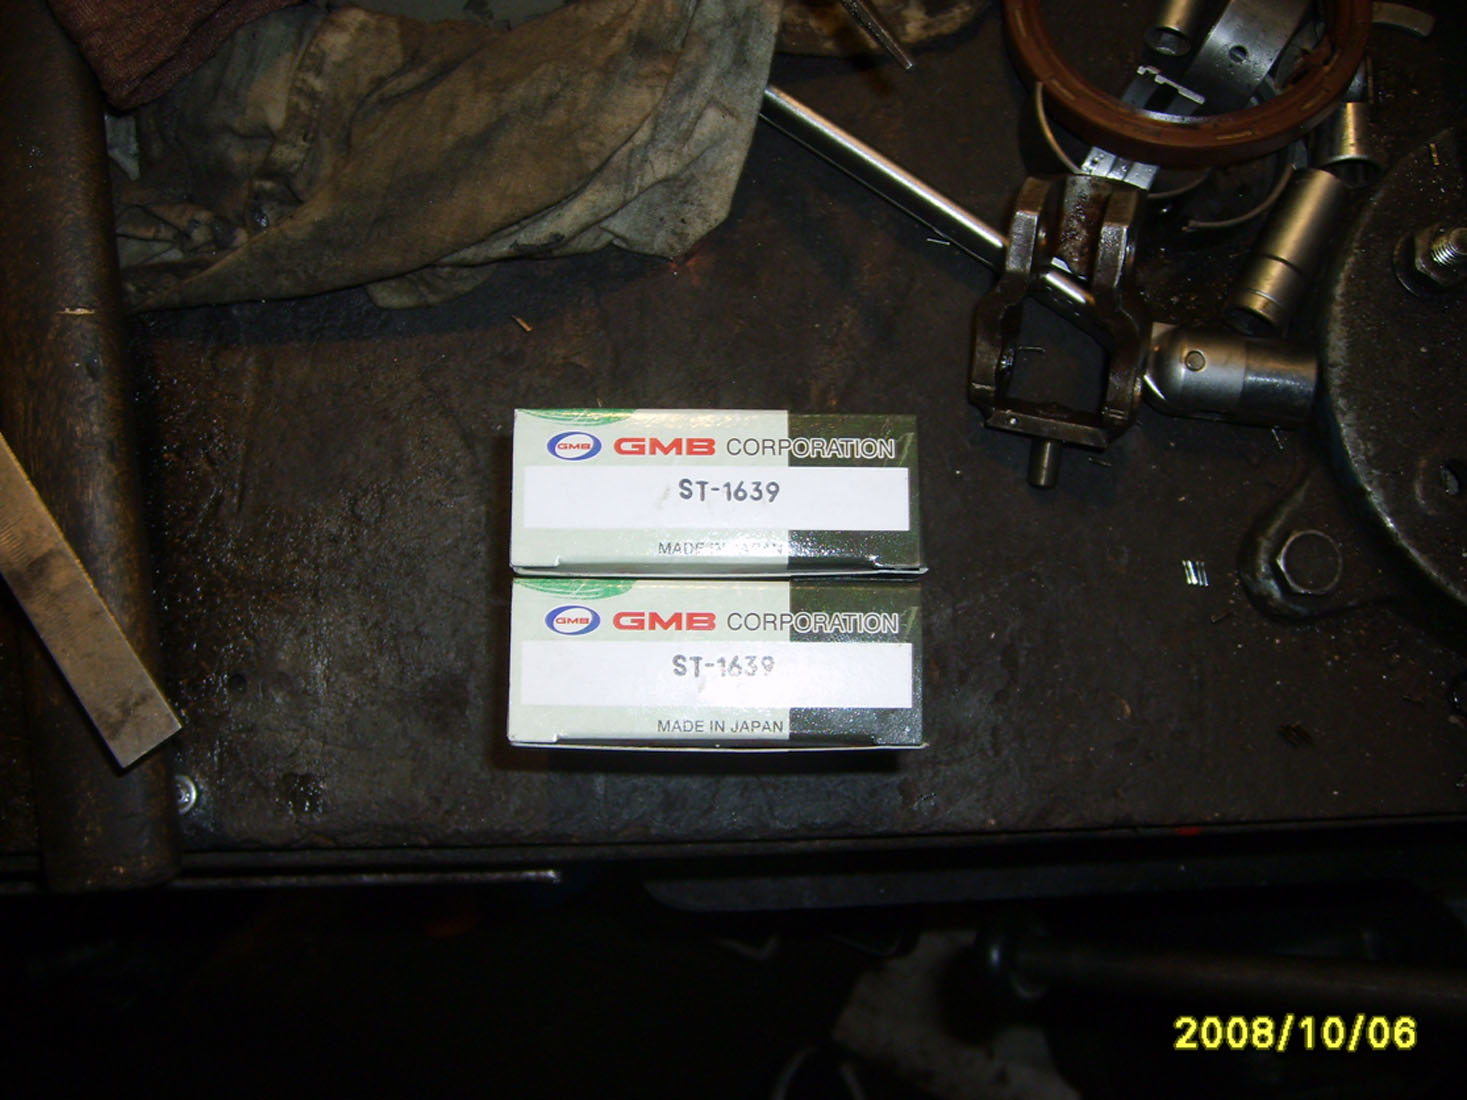 GMB GMB CORPORATION
ST-1639
MADE IN JAPAN
GMB GMB CORPORATION
ST-1639
MADE IN JAPAN
2008/10/06